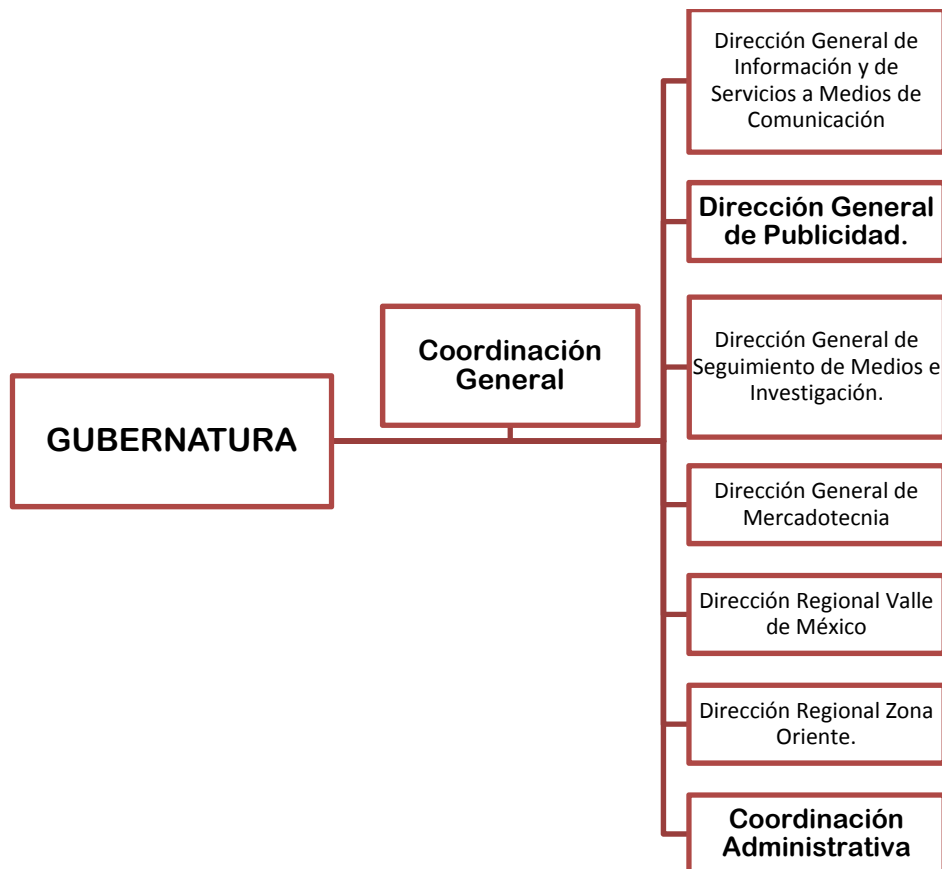 GUBERNATURA
Coordinación
General
Dirección General de
Información y de
Servicios a Medios de
Comunicación
Dirección General
de Publicidad.
Dirección General de
Seguimiento de Medios e
Investigación.
Dirección General de
Mercadotecnia
Dirección Regional Valle
de México
Dirección Regional Zona
Oriente.
Coordinación
Administrativa